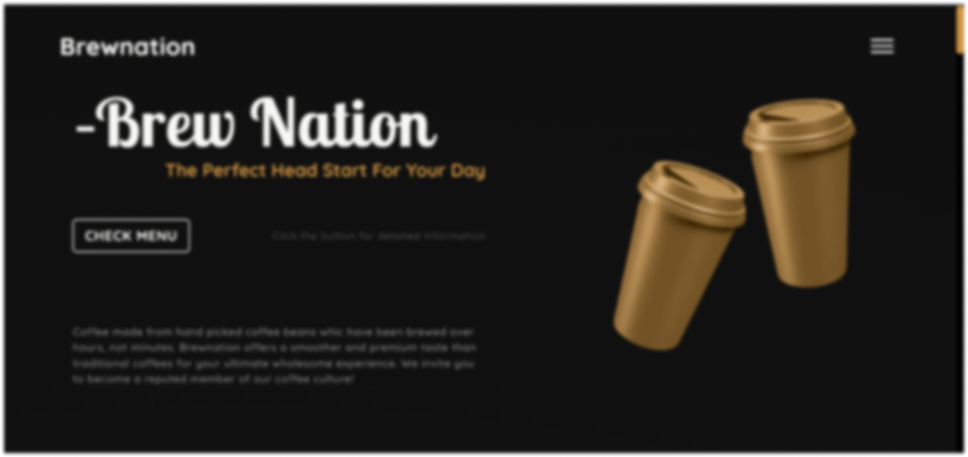 Brewnation
-Brew Nation
The Perfect Head Start For Your Day
CHECK MENU
Click the button for detailed information
Coffee made from hand picked coffee beans whic have been brewed over
hours, not minutes. Brewnation offers a smoother and premium taste than
traditional coffees for your ultimate wholesome experience. We invite you
to become a reputed member of our coffee culture!